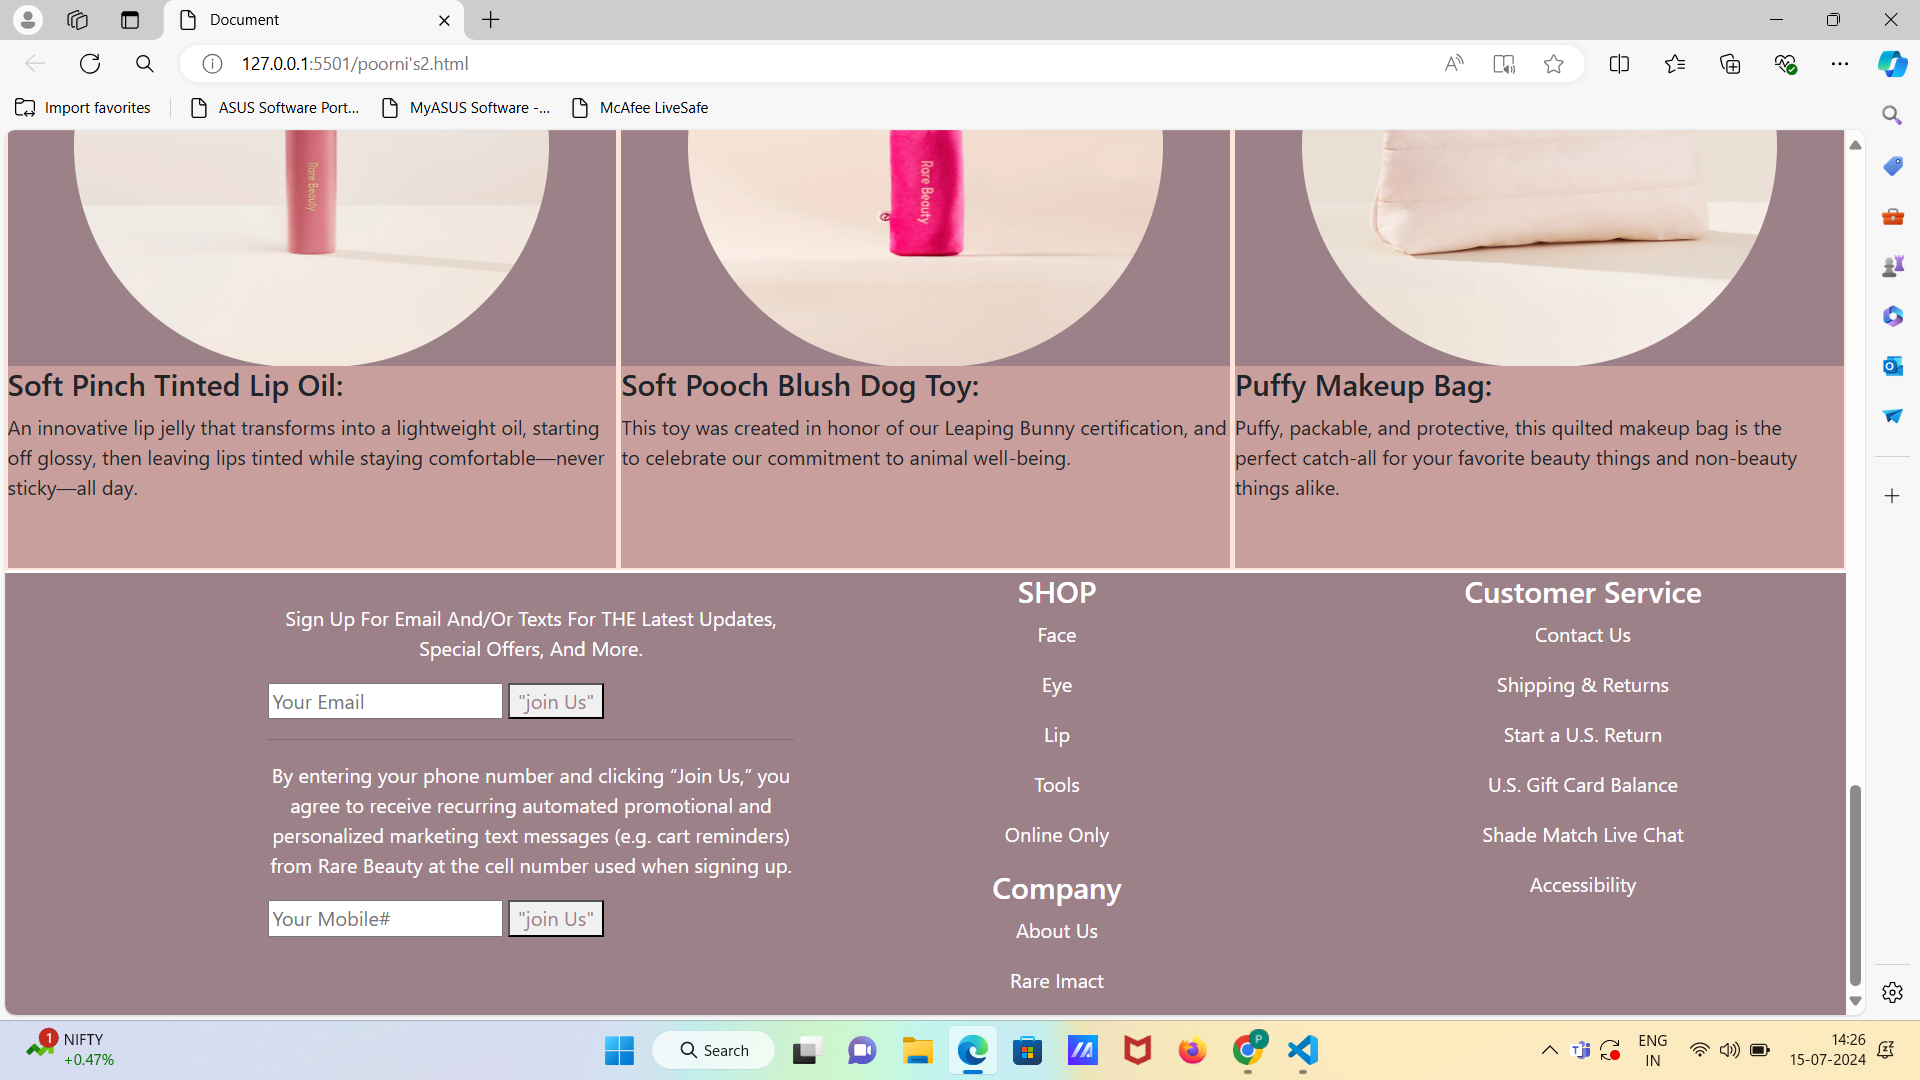 Document
127.0.0.1:5501/poorni's2.html
Import favorites
ASUS Software Port...
MyASUS Software -...
McAfee LiveSafe
Rare Beauty
Rare Beauty
Soft Pinch Tinted Lip Oil:
An innovative lip jelly that transforms into a lightweight oil, starting
off glossy, then leaving lips tinted while staying comfortable—never
sticky—all day.
Soft Pooch Blush Dog Toy:
This toy was created in honor of our Leaping Bunny certification, and
to celebrate our commitment to animal well-being.
Puffy Makeup Bag:
Puffy, packable, and protective, this quilted makeup bag is the
perfect catch-all for your favorite beauty things and non-beauty
things alike.
Sign Up For Email And/Or Texts For THE Latest Updates,
Special Offers, And More.
Your Email
"join Us"
By entering your phone number and clicking “Join Us,” you
agree to receive recurring automated promotional and
personalized marketing text messages (e.g. cart reminders)
from Rare Beauty at the cell number used when signing up.
Your Mobile#
"join Us"
SHOP
Face
Eye
Lip
Tools
Online Only
Company
About Us
Rare Imact
Customer Service
Contact Us
Shipping & Returns
Start a U.S. Return
U.S. Gift Card Balance
Shade Match Live Chat
Accessibility
1
NIFTY
+0.47%
Search
P
ENG
IN
14:26
15-07-2024